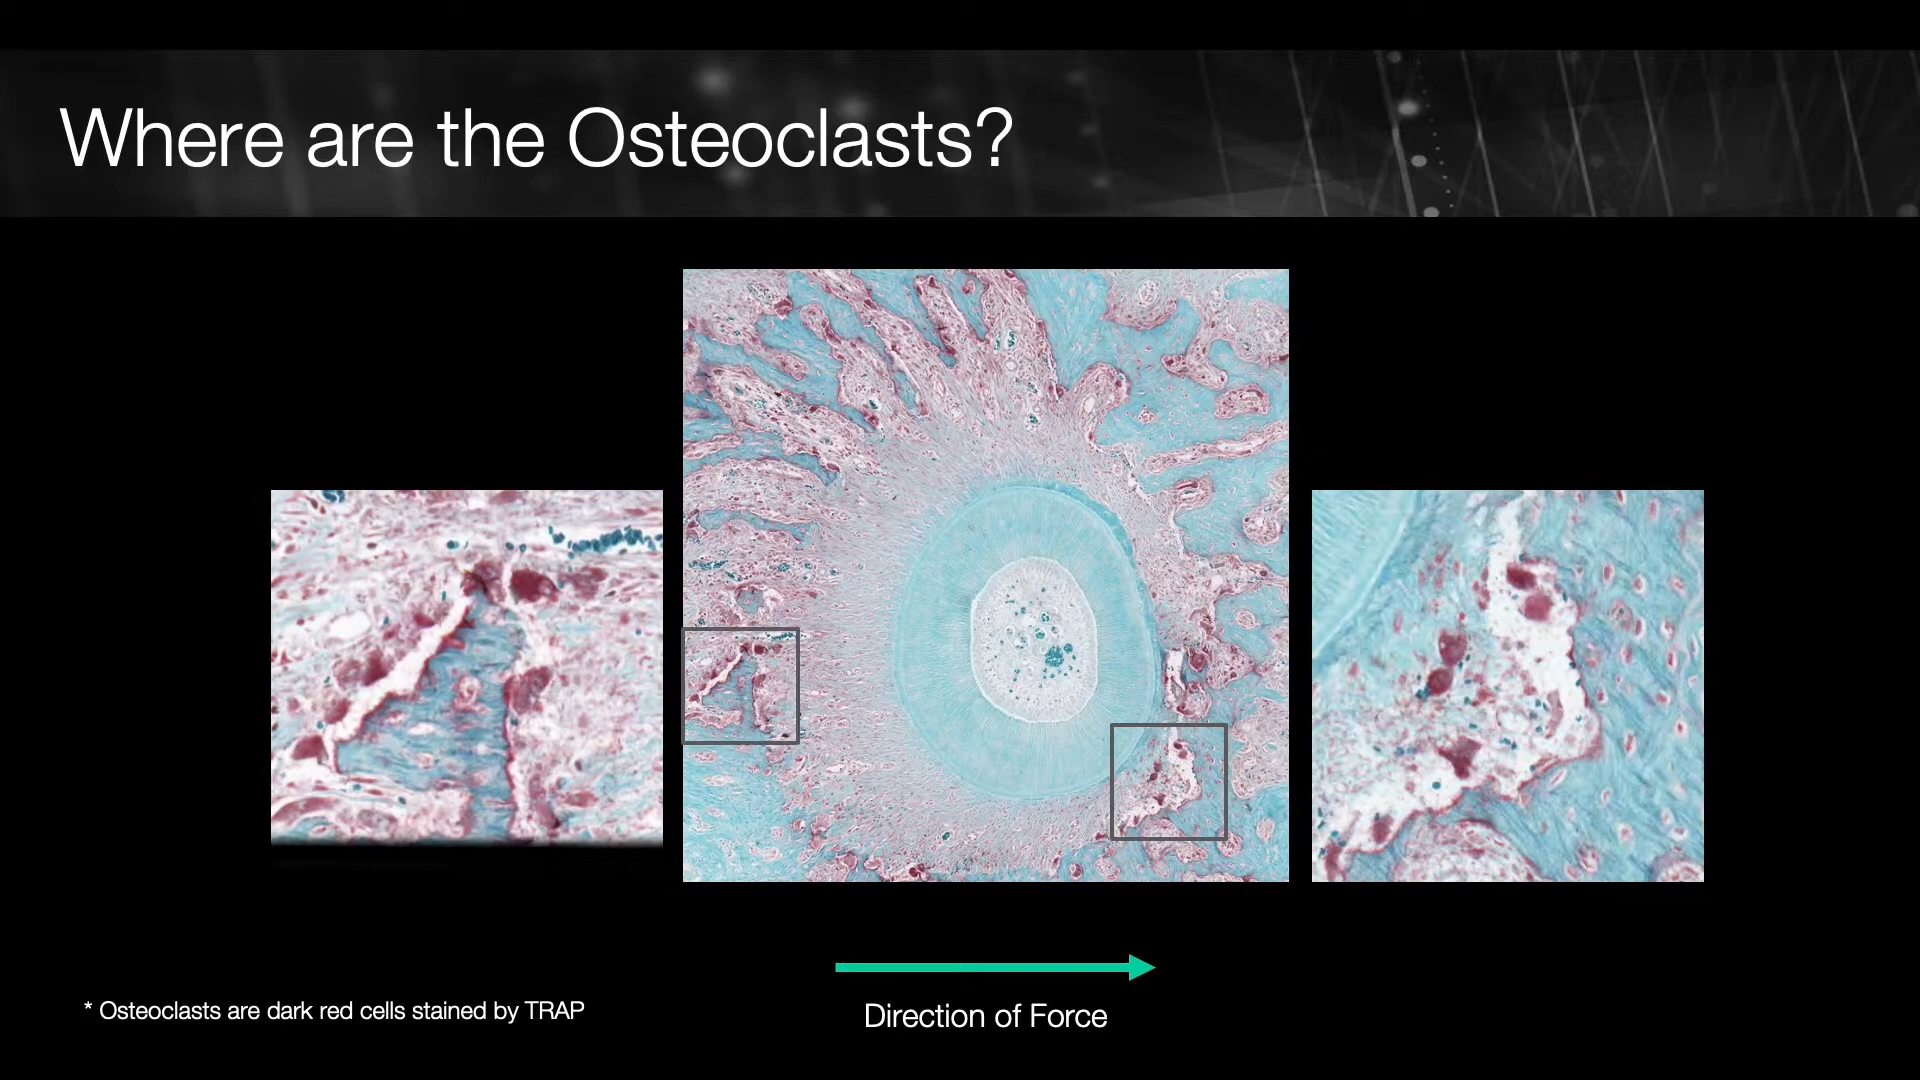 Where are the Osteoclasts?
* Osteoclasts are dark red cells stained by TRAP
Direction of Force